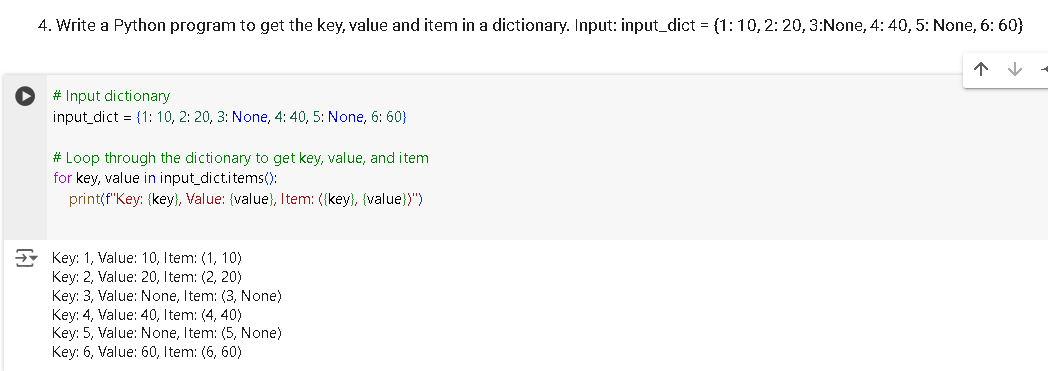 4. Write a Python program to get the key, value and item in a dictionary. Input: input_dict = {1: 10, 2: 20, 3:None, 4: 40, 5: None, 6: 60}
# Input dictionary
input_dict = {1: 10, 2: 20, 3: None, 4: 40, 5: None, 6: 60}
# Loop through the dictionary to get key, value, and item
for key, value in input_dict.items():
    print(f"Key: {key}, Value: {value}, Item: ({key}, {value})")
Key: 1, Value: 10, Item: (1, 10)
Key: 2, Value: 20, Item: (2, 20)
Key: 3, Value: None, Item: (3, None)
Key: 4, Value: 40, Item: (4, 40)
Key: 5, Value: None, Item: (5, None)
Key: 6, Value: 60, Item: (6, 60)